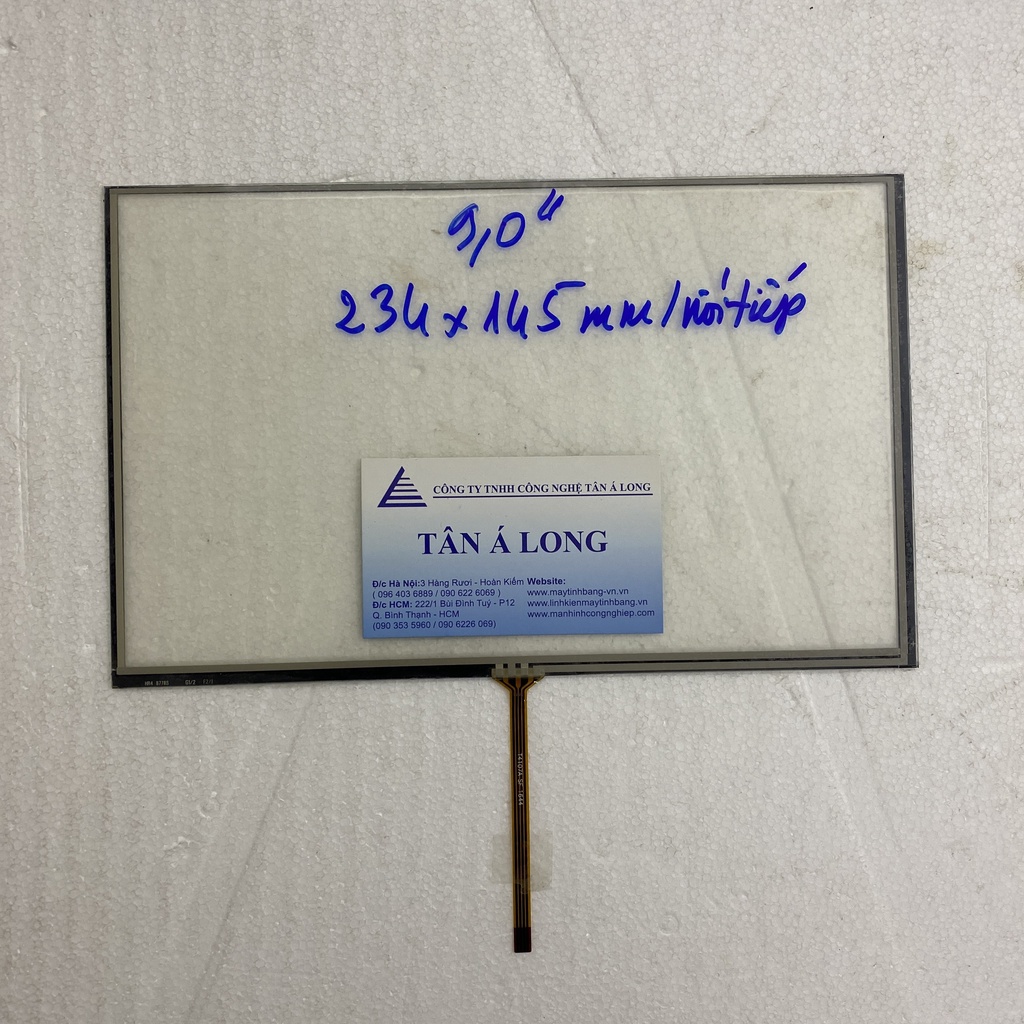 9,0"
234 x 145 mm/nối tiếp
CÔNG TY TNHH CÔNG NGHỆ TÂN Á LONG
TÂN Á LONG
Đ/c Hà Nội:3 Hàng Rươi - Hoàn Kiếm
( 096 403 6889 / 090 622 6069 )
Đ/c HCM: 222/1 Bùi Đình Tuý - P12
Q. Bình Thạnh - HCM
(090 353 5960 / 090 6226 069)
Website:
www.maytinhbang-vn.vn
www.linhkienmaytinhbang.vn
www.manhinhcongnghiep.com